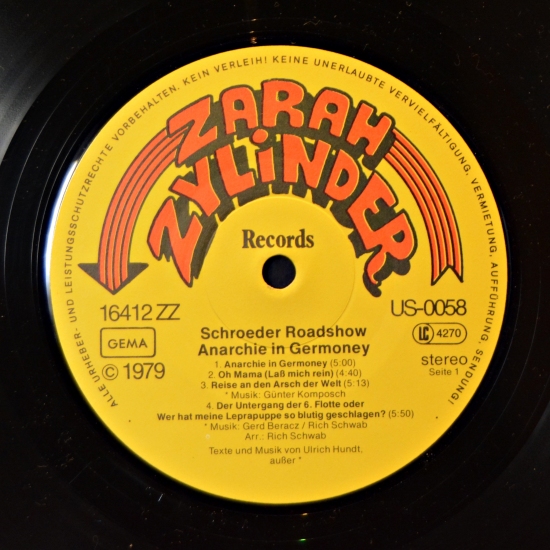 ALLE URHEBER- UND LEISTUNGSSCHUTZRECHTE VORBEHALTEN. KEIN VERLEIH! KEINE UNERLAUBTE VERVIELFÄLTIGUNG, VERMIETUNG, AUFFÜHRUNG, SENDUNG!
ZARAH
ZYLiNDER
Records
16412 ZZ
US-0058
GEMA
LC 4270
© 1979
stereo
Seite 1
Schroeder Roadshow
Anarchie in Germoney
1. Anarchie in Germoney (5:00)
2. Oh Mama (Laß mich rein) (4:40)
3. Reise an den Arsch der Welt (5:13)
* Musik: Günter Komposch
4. Der Untergang der 6. Flotte oder
Wer hat meine Leprapuppe so blutig geschlagen? (5:50)
* Musik: Gerd Beracz / Rich Schwab
Arr.: Rich Schwab
Texte und Musik von Ulrich Hundt.
außer *